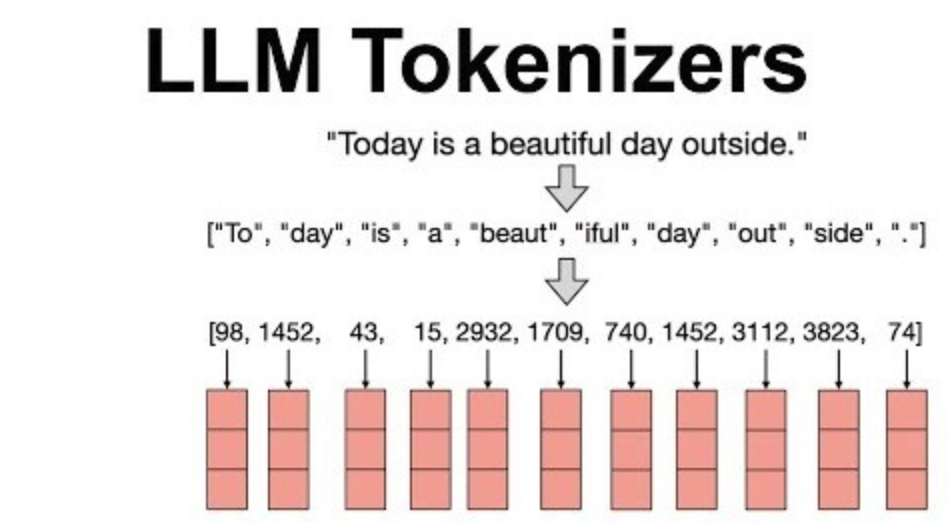 LLM Tokenizers
"Today is a beautiful day outside."
["To", "day", "is", "a", "beaut", "iful", "day", "out", "side", "."]
[98, 1452, 43, 15, 2932, 1709, 740, 1452, 3112, 3823, 74]